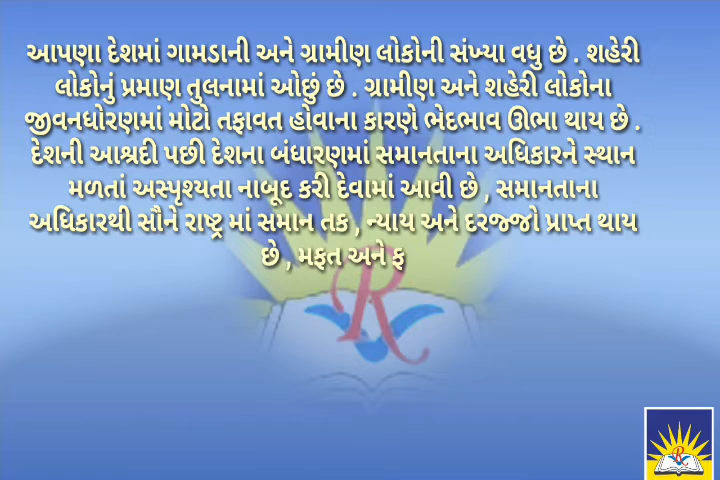 આપણા દેશમાં ગામડાની અને ગ્રામીણ લોકોની સંખ્યા વધુ છે . શહેરી
લોકોનું પ્રમાણ તુલનામાં ઓછું છે . ગ્રામીણ અને શહેરી લોકોના
જીવનધોરણમાં મોટો તફાવત હોવાના કારણે ભેદભાવ ઊભા થાય છે .
દેશની આશ્રદી પછી દેશના બંધારણમાં સમાનતાના અધિકારને સ્થાન
મળતાં અસ્પૃશ્યતા નાબૂદ કરી દેવામાં આવી છે , સમાનતાના
અધિકારથી સૌને રાષ્ટ્ર માં સમાન તક , ન્યાય અને દરજ્જો પ્રાપ્ત થાય
છે , મફત અને ફ
R
R